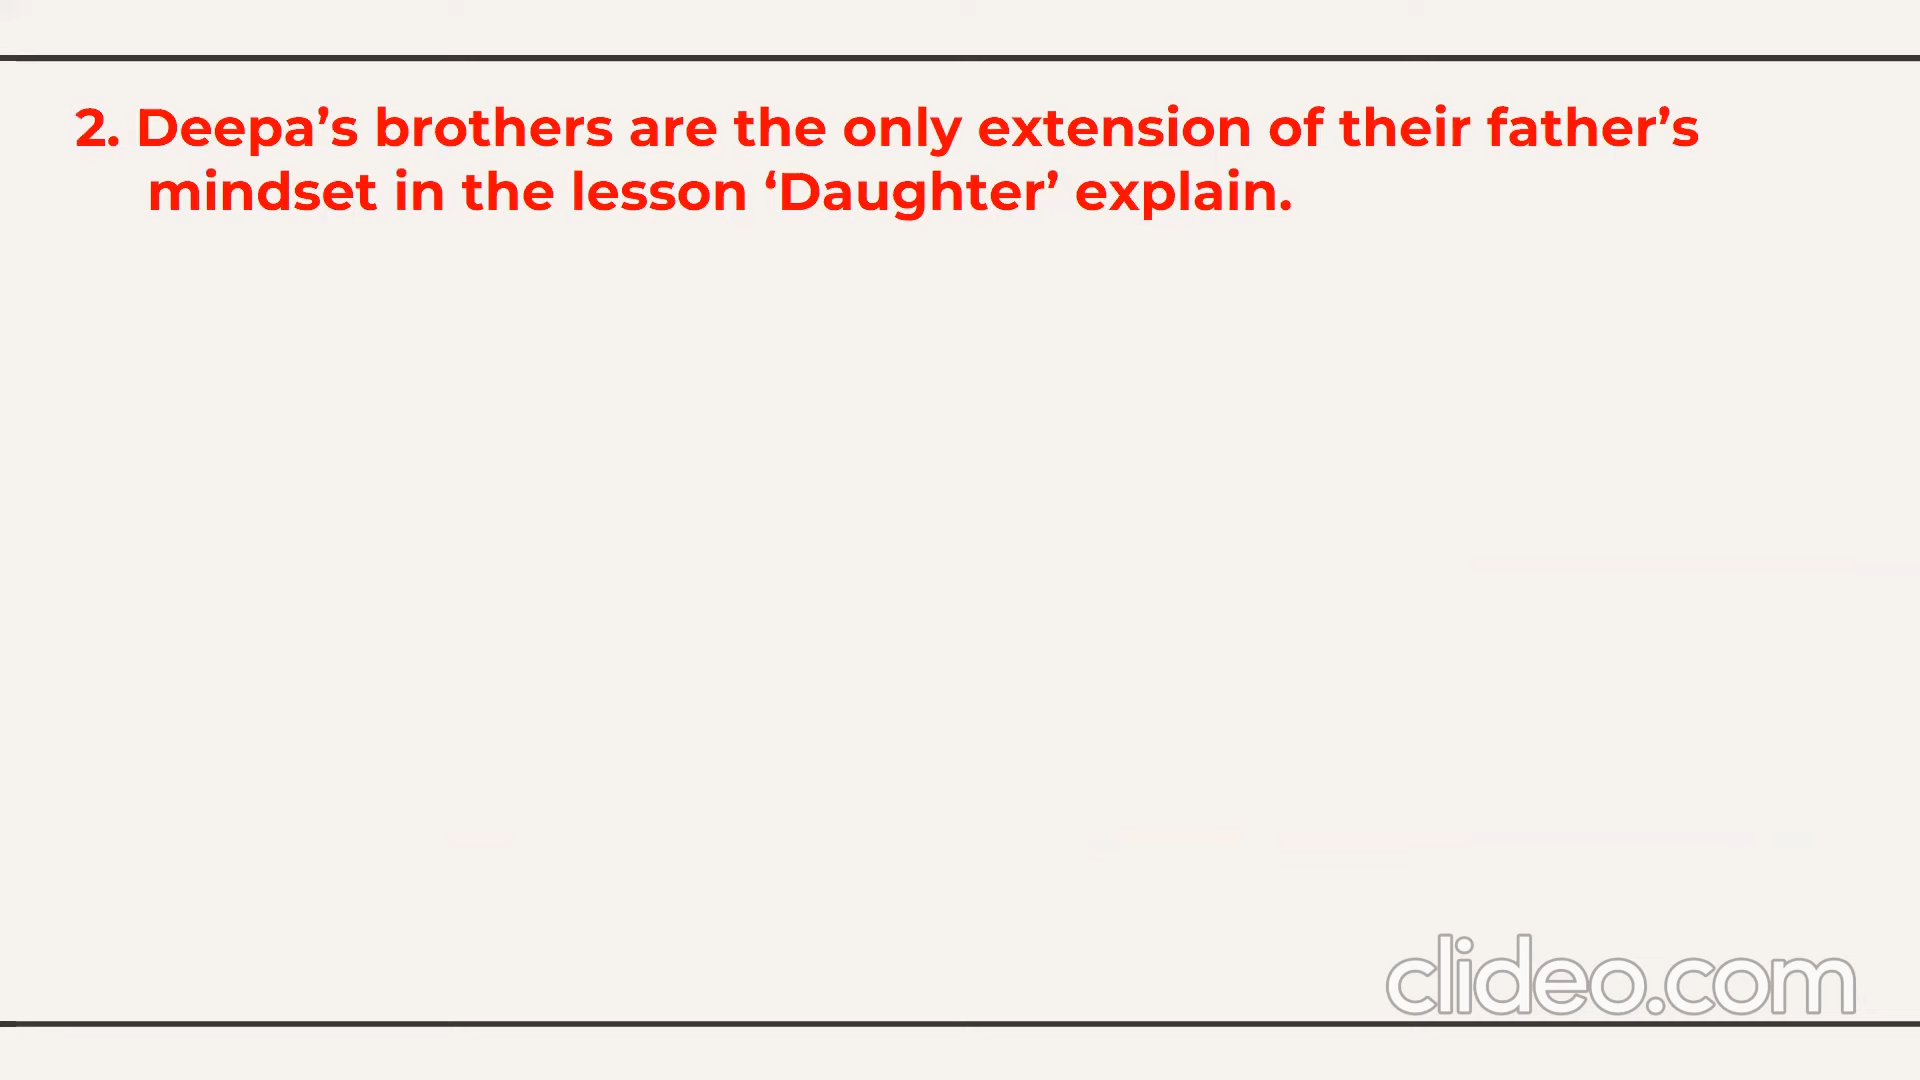 2. Deepa’s brothers are the only extension of their father’s
mindset in the lesson ‘Daughter’ explain.
clideo.com